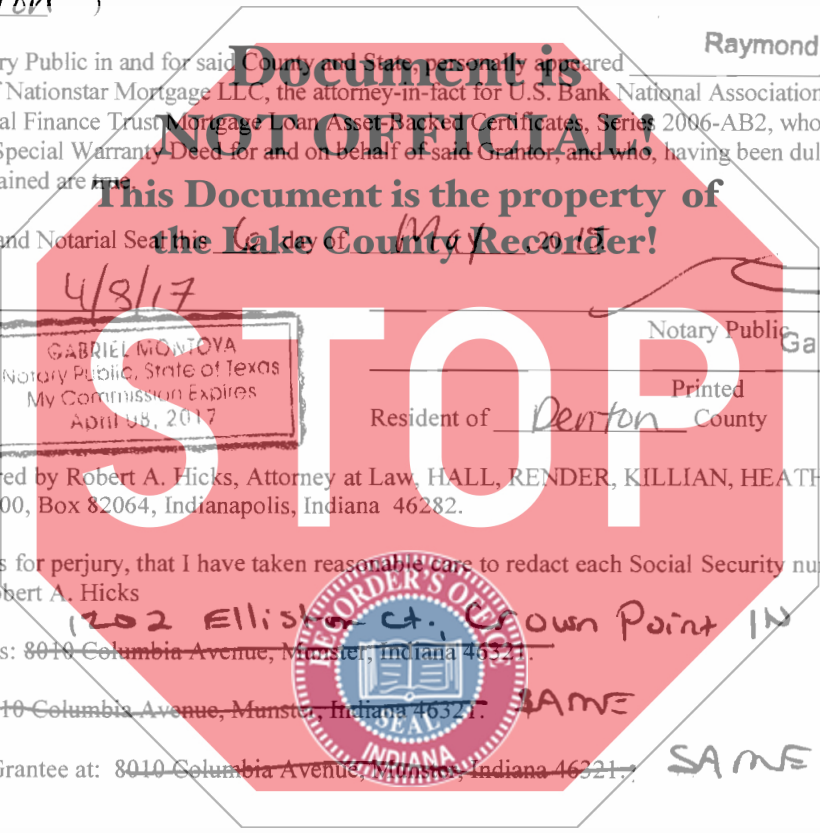 Raymond
ry Public in and for said County and State, personally appeared
Document is
f Nationstar Mortgage LLC, the attorney-in-fact for U.S. Bank National Association
al Finance Trust Mortgage Loan Asset-Backed Certificates, Series 2006-AB2, who
NOT OFFICIAL!
Special Warranty Deed for and on behalf of said Grantor, and who, having been dul
ained are true.
This Document is the property of
and Notarial Seal this 6 day of May, 2015.
the Lake County Recorder!
4/8/17
STOP
GABRIEL MONTOYA
Notary Public, State of Texas
My Commission Expires
April 08, 2017
Notary Public
Ga
Printed
Resident of Denton County
red by Robert A. Hicks, Attorney at Law, HALL, RENDER, KILLIAN, HEATH
00, Box 82064, Indianapolis, Indiana 46282.
s for perjury, that I have taken reasonable care to redact each Social Security nu
obert A. Hicks
1202 Elliston Ct., Crown Point IN
s: 8010 Columbia Avenue, Munster, Indiana 46321.
10 Columbia Avenue, Munster, Indiana 46321. SAME
Grantee at: 8010 Columbia Avenue, Munster, Indiana 46321.; SAME
RECORDER'S OFFICE
SEAL
INDIANA